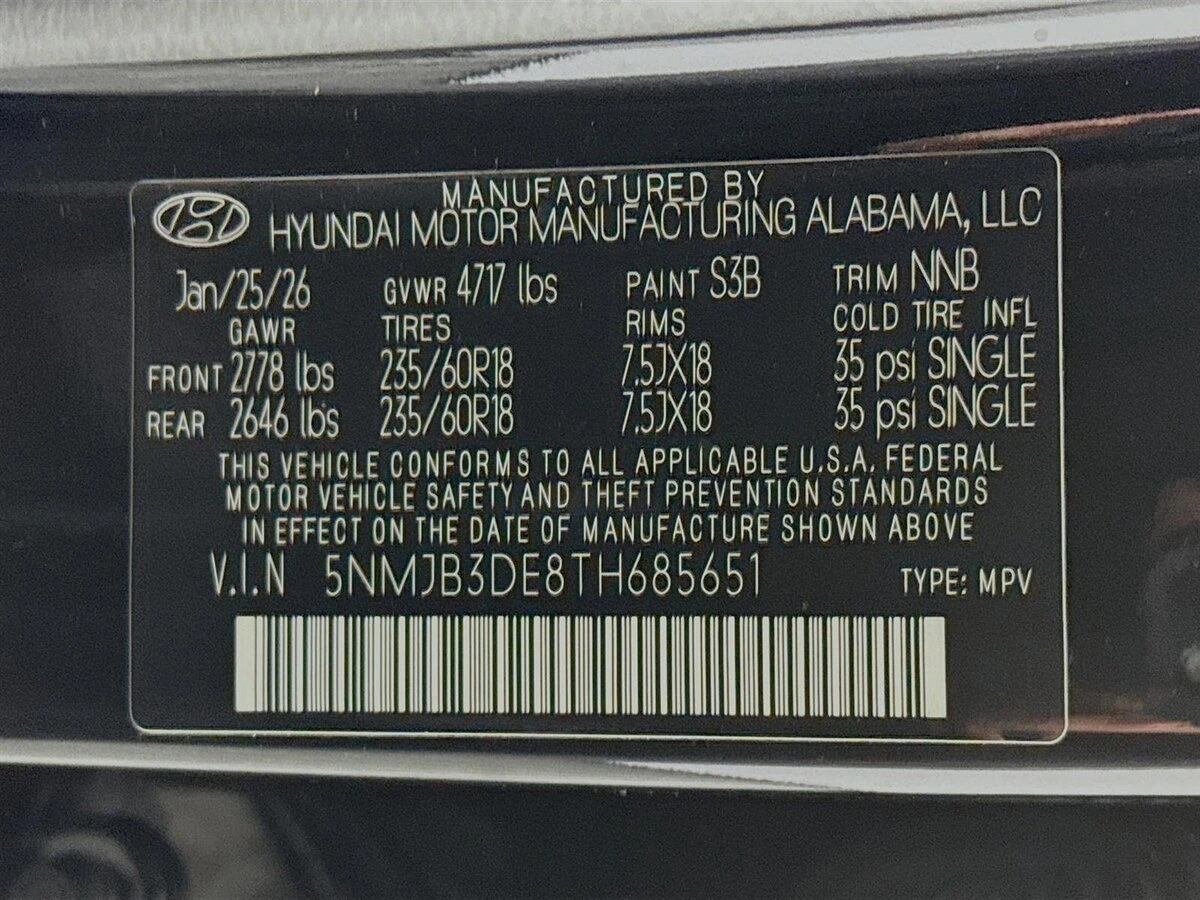 MANUFACTURED BY
HYUNDAI MOTOR MANUFACTURING ALABAMA, LLC
Jan/25/26 GVWR 4717 lbs PAINT S3B TRIM NNB
GAWR TIRES RIMS COLD TIRE INFL
FRONT 2778 lbs 235/60R18 7.5JX18 35 psi SINGLE
REAR 2646 lbs 235/60R18 7.5JX18 35 psi SINGLE
THIS VEHICLE CONFORMS TO ALL APPLICABLE U.S.A. FEDERAL
MOTOR VEHICLE SAFETY AND THEFT PREVENTION STANDARDS
IN EFFECT ON THE DATE OF MANUFACTURE SHOWN ABOVE
V.I.N 5NMJB3DE8TH685651 TYPE: MPV